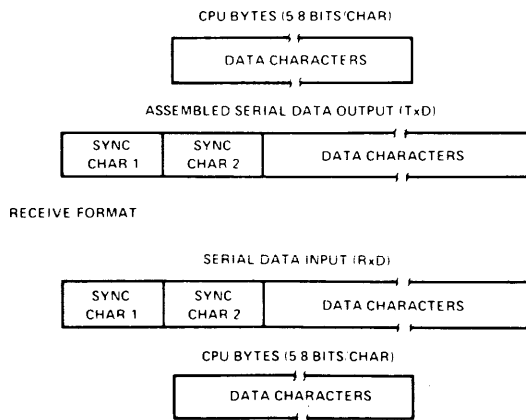 CPU BYTES (5 8 BITS/CHAR)
DATA CHARACTERS
ASSEMBLED SERIAL DATA OUTPUT (TxD)
SYNC CHAR 1
SYNC CHAR 2
DATA CHARACTERS
RECEIVE FORMAT
SERIAL DATA INPUT (RxD)
SYNC CHAR 1
SYNC CHAR 2
DATA CHARACTERS
CPU BYTES (5 8 BITS/CHAR)
DATA CHARACTERS